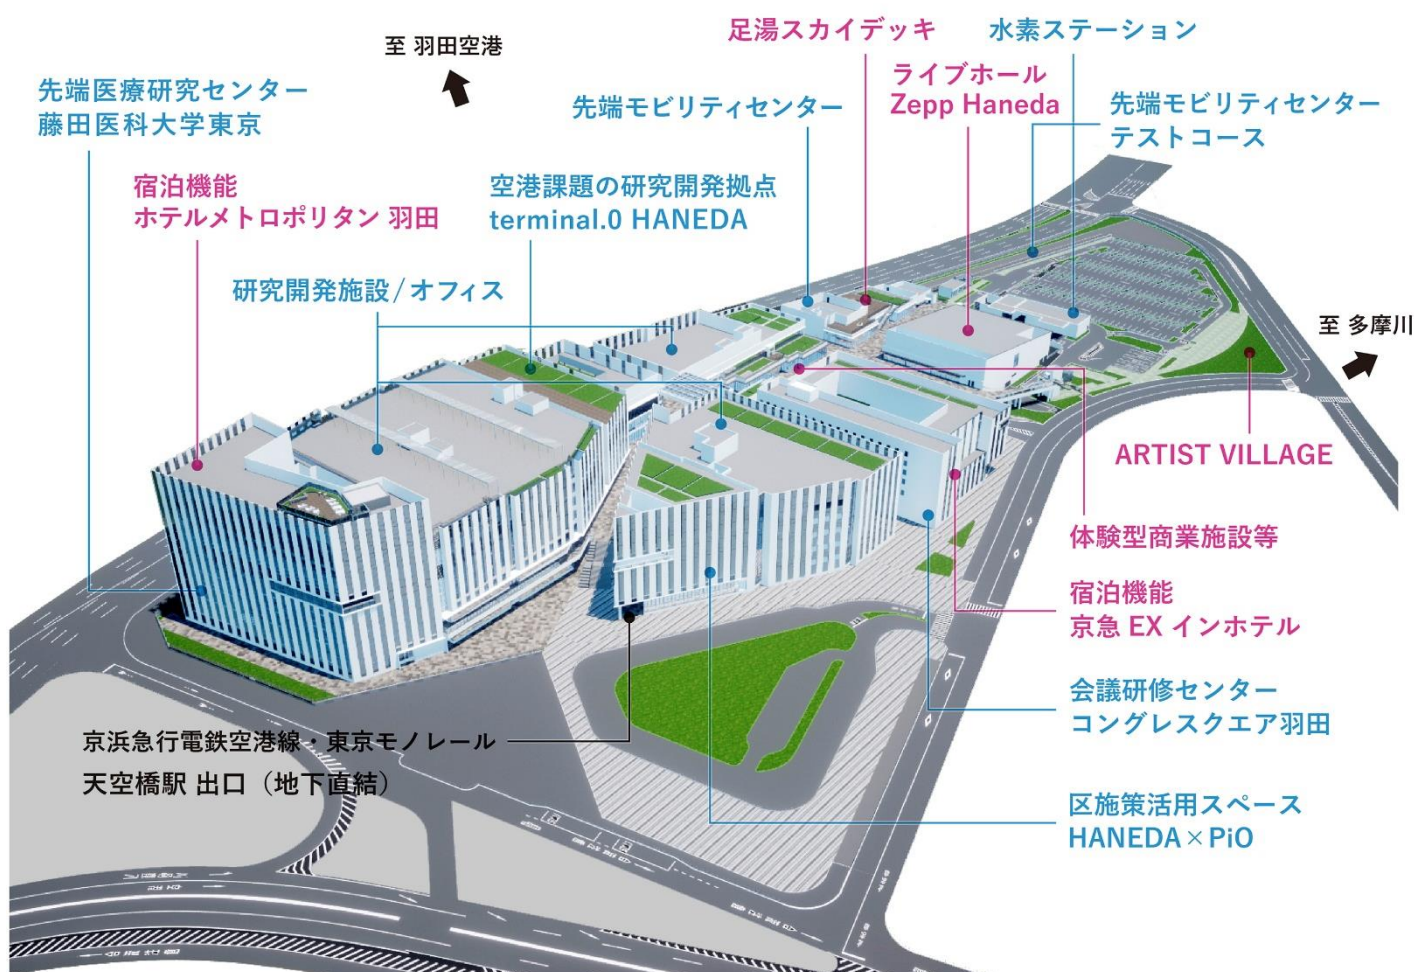 足湯スカイデッキ
水素ステーション
至 羽田空港
ライブホール
Zepp Haneda
先端医療研究センター
藤田医科大学東京
先端モビリティセンター
先端モビリティセンター
テストコース
宿泊機能
ホテルメトロポリタン 羽田
空港課題の研究開発拠点
terminal.0 HANEDA
研究開発施設/オフィス
至 多摩川
ARTIST VILLAGE
体験型商業施設等
宿泊機能
京急 EX インホテル
会議研修センター
コングレスクエア羽田
京浜急行電鉄空港線・東京モノレール
天空橋駅 出口（地下直結）
区施策活用スペース
HANEDA×PiO